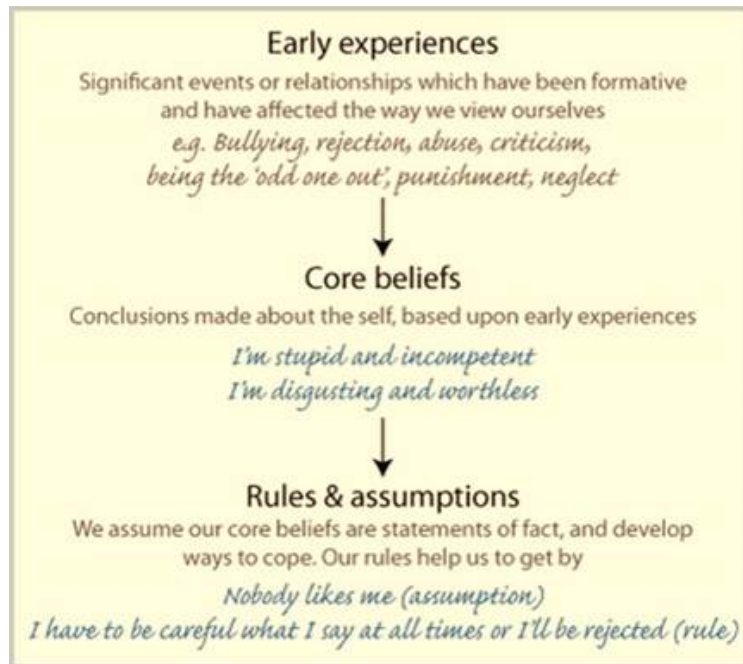 Early experiences
Significant events or relationships which have been formative
and have affected the way we view ourselves
e.g. Bullying, rejection, abuse, criticism,
being the 'odd one out', punishment, neglect
Core beliefs
Conclusions made about the self, based upon early experiences
I'm stupid and incompetent
I'm disgusting and worthless
Rules & assumptions
We assume our core beliefs are statements of fact, and develop
ways to cope. Our rules help us to get by
Nobody likes me (assumption)
I have to be careful what I say at all times or I'll be rejected (rule)